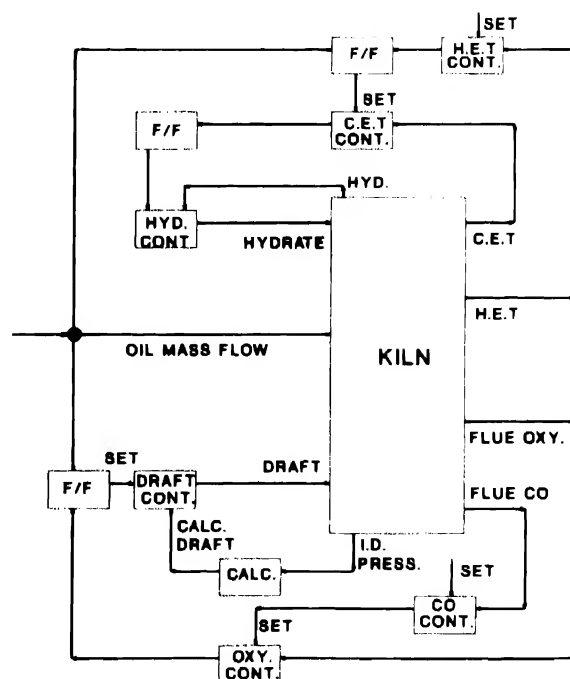 SET
F/F
H.E.T
CONT.
SET
F/F
C.E.T
CONT.
HYD.
HYD.
CONT
HYDRATE
C.E.T
H.E.T
OIL MASS FLOW
KILN
FLUE OXY.
SET
DRAFT
FLUE CO
F/F
DRAFT
CONT.
CALC.
DRAFT
I.D.
PRESS.
CALC.
SET
CO
CONT.
SET
OXY.
CONT.